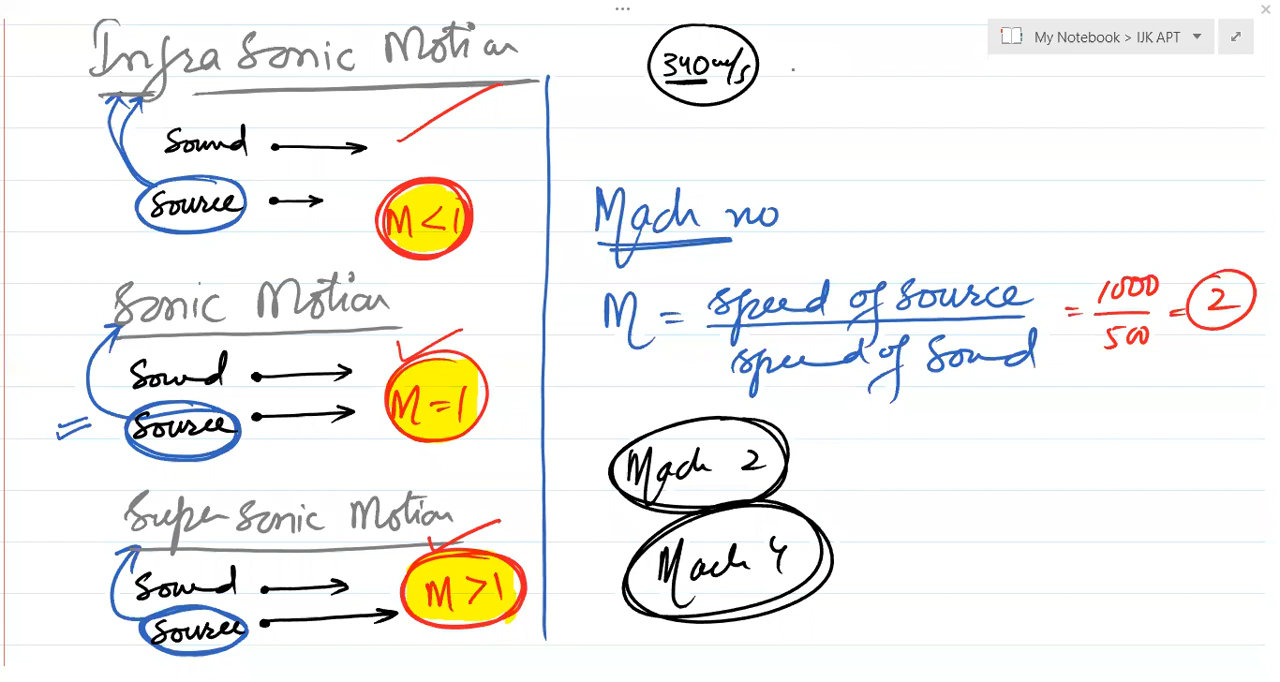 My Notebook > IJK APT
Infra Sonic Motion
Sound
Source
M < 1
Sonic Motion
Sound
Source
M = 1
Super Sonic Motion
Sound
Source
M > 1
340 m/s
Mach no
M = speed of source / speed of sound = 1000 / 500 = 2
Mach 2
Mach 4